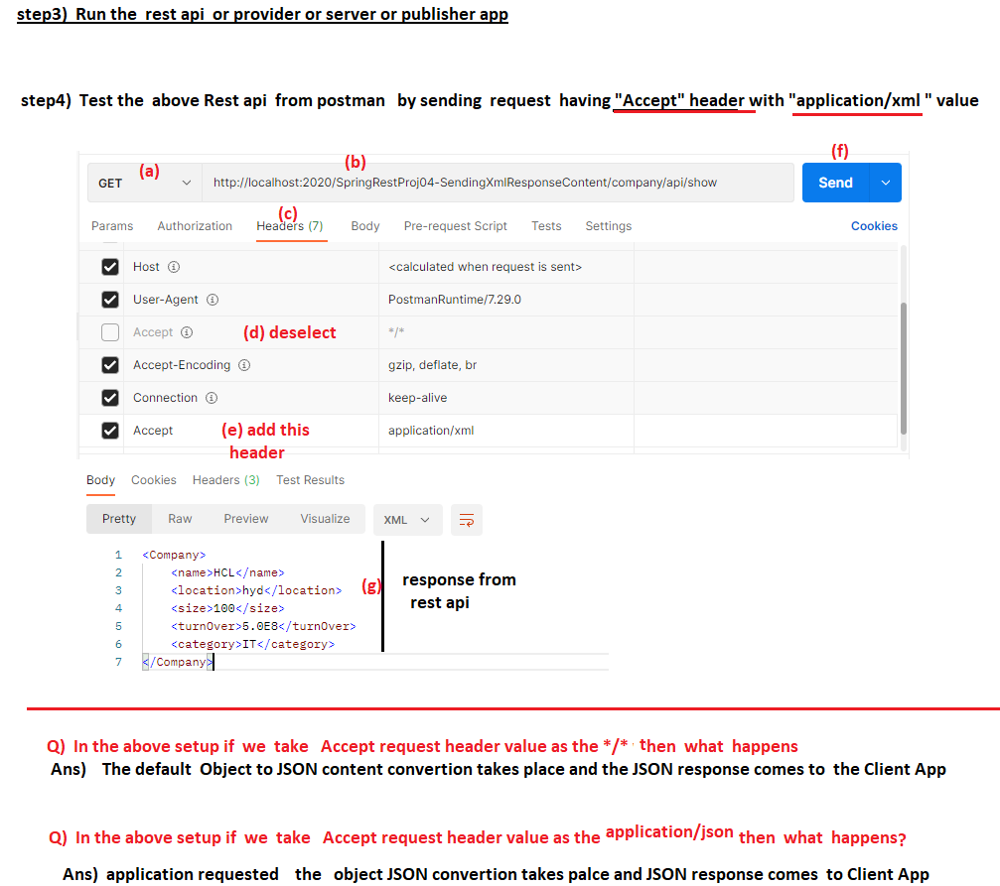 step3) Run the rest api or provider or server or publisher app
step4) Test the above Rest api from postman by sending request having "Accept" header with "application/xml " value
(a) (b) (f)
GET http://localhost:2020/SpringRestProj04-SendingXmlResponseContent/company/api/show Send
(c)
Params Authorization Headers (7) Body Pre-request Script Tests Settings Cookies
Host <calculated when request is sent>
User-Agent PostmanRuntime/7.29.0
Accept (d) deselect */*
Accept-Encoding gzip, deflate, br
Connection keep-alive
Accept (e) add this application/xml
header
Body Cookies Headers (3) Test Results
Pretty Raw Preview Visualize XML
1 <Company>
2 <name>HCL</name>
3 <location>hyd</location> (g) response from
4 <size>100</size> rest api
5 <turnOver>5.0E8</turnOver>
6 <category>IT</category>
7 </Company>
Q) In the above setup if we take Accept request header value as the */* then what happens
Ans) The default Object to JSON content convertion takes place and the JSON response comes to the Client App
Q) In the above setup if we take Accept request header value as the application/json then what happens?
Ans) application requested the object JSON convertion takes palce and JSON response comes to Client App